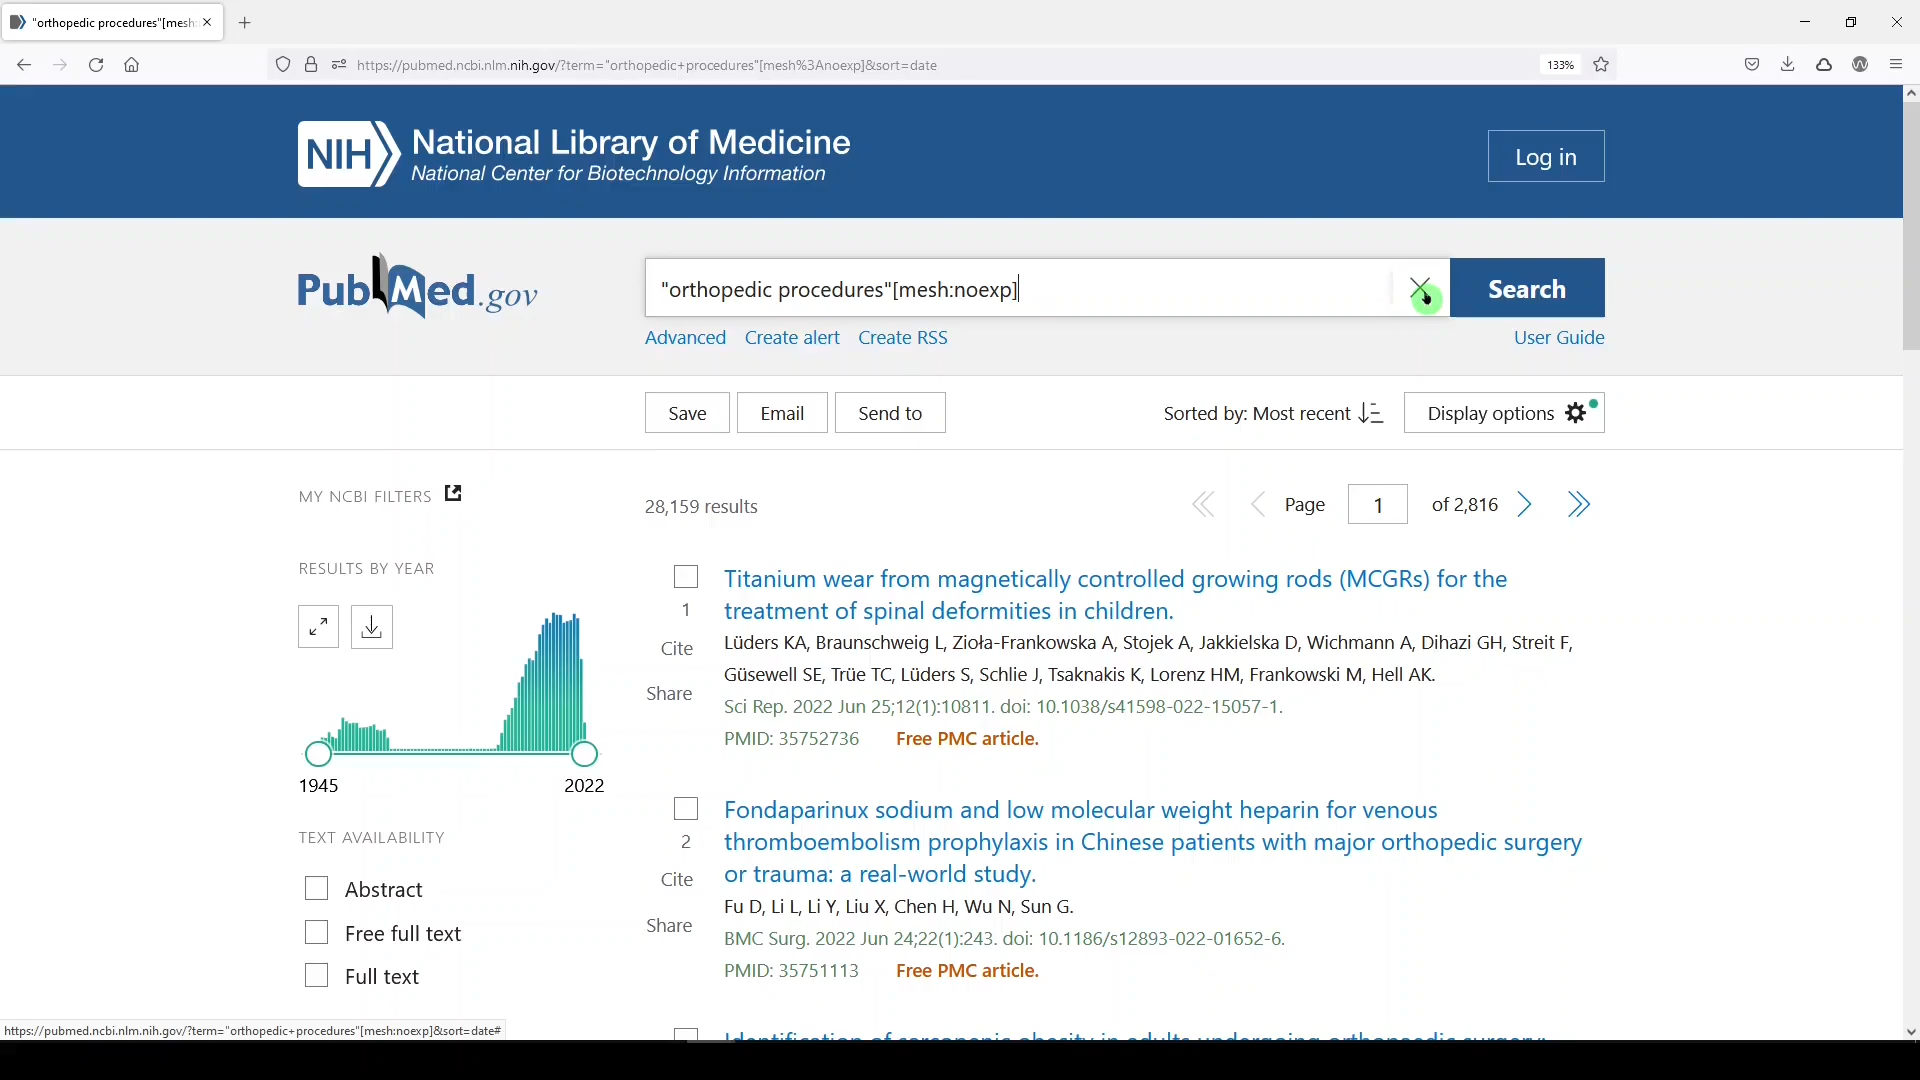 "orthopedic procedures"[mesh:
https://pubmed.ncbi.nlm.nih.gov/?term="orthopedic+procedures"[mesh%3Anoexp]&sort=date
133%
NIH National Library of Medicine
National Center for Biotechnology Information
Log in
PubMed.gov
"orthopedic procedures"[mesh:noexp]
Search
Advanced Create alert Create RSS
User Guide
Save Email Send to
Sorted by: Most recent
Display options
MY NCBI FILTERS
28,159 results
Page 1 of 2,816
RESULTS BY YEAR
1945 2022
TEXT AVAILABILITY
Abstract
Free full text
Full text
1
Cite
Share
Titanium wear from magnetically controlled growing rods (MCGRs) for the
treatment of spinal deformities in children.
Lüders KA, Braunschweig L, Zioła-Frankowska A, Stojek A, Jakkielska D, Wichmann A, Dihazi GH, Streit F,
Güsewell SE, Trüe TC, Lüders S, Schlie J, Tsaknakis K, Lorenz HM, Frankowski M, Hell AK.
Sci Rep. 2022 Jun 25;12(1):10811. doi: 10.1038/s41598-022-15057-1.
PMID: 35752736 Free PMC article.
2
Cite
Share
Fondaparinux sodium and low molecular weight heparin for venous
thromboembolism prophylaxis in Chinese patients with major orthopedic surgery
or trauma: a real-world study.
Fu D, Li L, Li Y, Liu X, Chen H, Wu N, Sun G.
BMC Surg. 2022 Jun 24;22(1):243. doi: 10.1186/s12893-022-01652-6.
PMID: 35751113 Free PMC article.
Identification of sarcopenic obesity in adults undergoing orthopaedic surgery:
https://pubmed.ncbi.nlm.nih.gov/?term="orthopedic+procedures"[mesh:noexp]&sort=date#